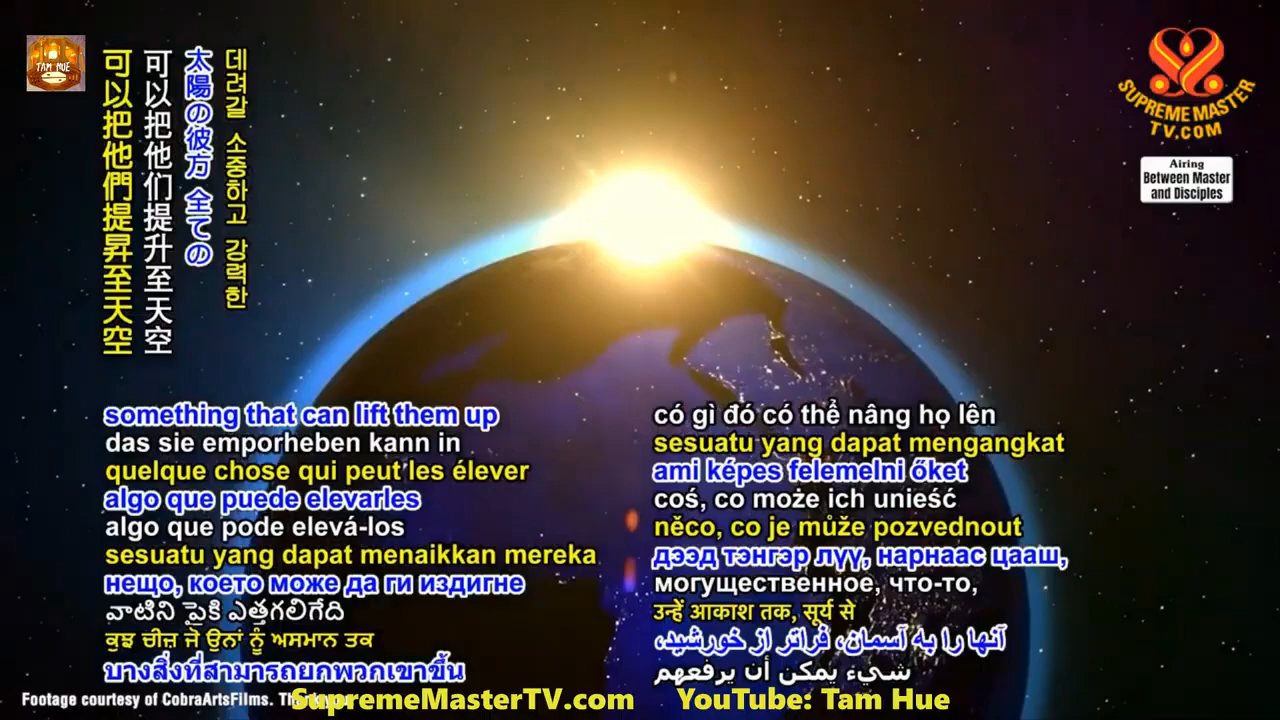 TAM HUE
可以把他們提昇至天空
可以把他们提升至天空
太陽の彼方 全ての
데려갈 소중하고 강력한
SUPREME MASTER
TV.COM
Airing
Between Master
and Disciples
something that can lift them up
das sie emporheben kann in
quelque chose qui peut les élever
algo que puede elevarles
algo que pode elevá-los
sesuatu yang dapat menaikkan mereka
нещо, което може да ги издигне
వాటిని పైకి ఎత్తగలిగేది
ਕੁਝ ਚੀਜ਼ ਜੋ ਉਨਾਂ ਨੂੰ ਅਸਮਾਨ ਤਕ
บางสิ่งที่สามารถยกพวกเขาขึ้น
có gì đó có thể nâng họ lên
sesuatu yang dapat mengangkat
ami képes felemelni őket
coś, co może ich unieść
něco, co je může pozvednout
дээд тэнгэр лүү, нарнаас цааш,
могущественное, что-то,
उन्हें आकाश तक, सूर्य से
آنها را به آسمان، فراتر از خورشید،
شيء يمكن أن يرفعهم
Footage courtesy of CobraArtsFilms.
SupremeMasterTV.com YouTube: Tam Hue